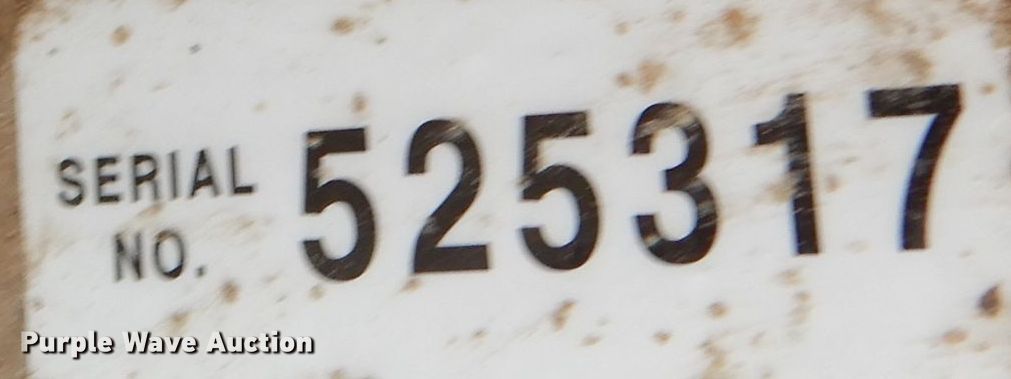 SERIAL NO. 525317
Purple Wave Auction